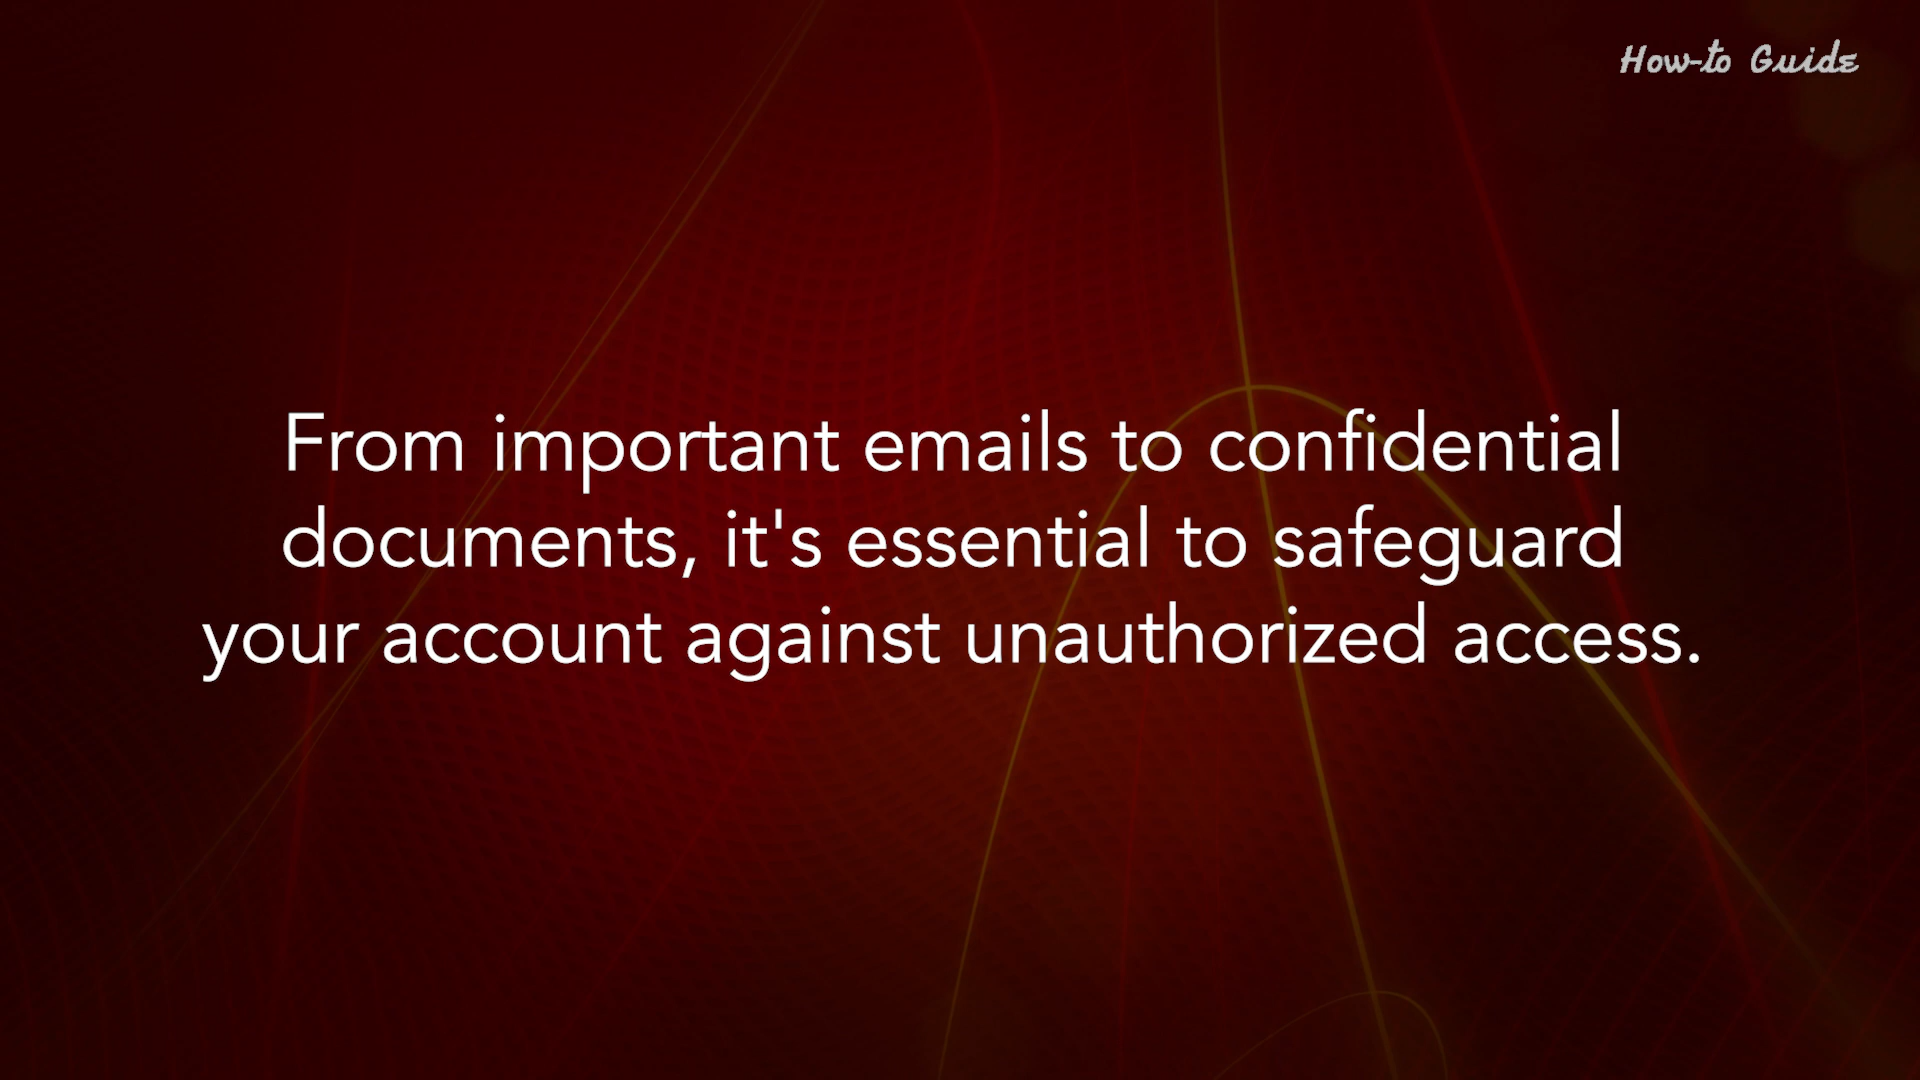 How-to Guide
From important emails to confidential
documents, it's essential to safeguard
your account against unauthorized access.